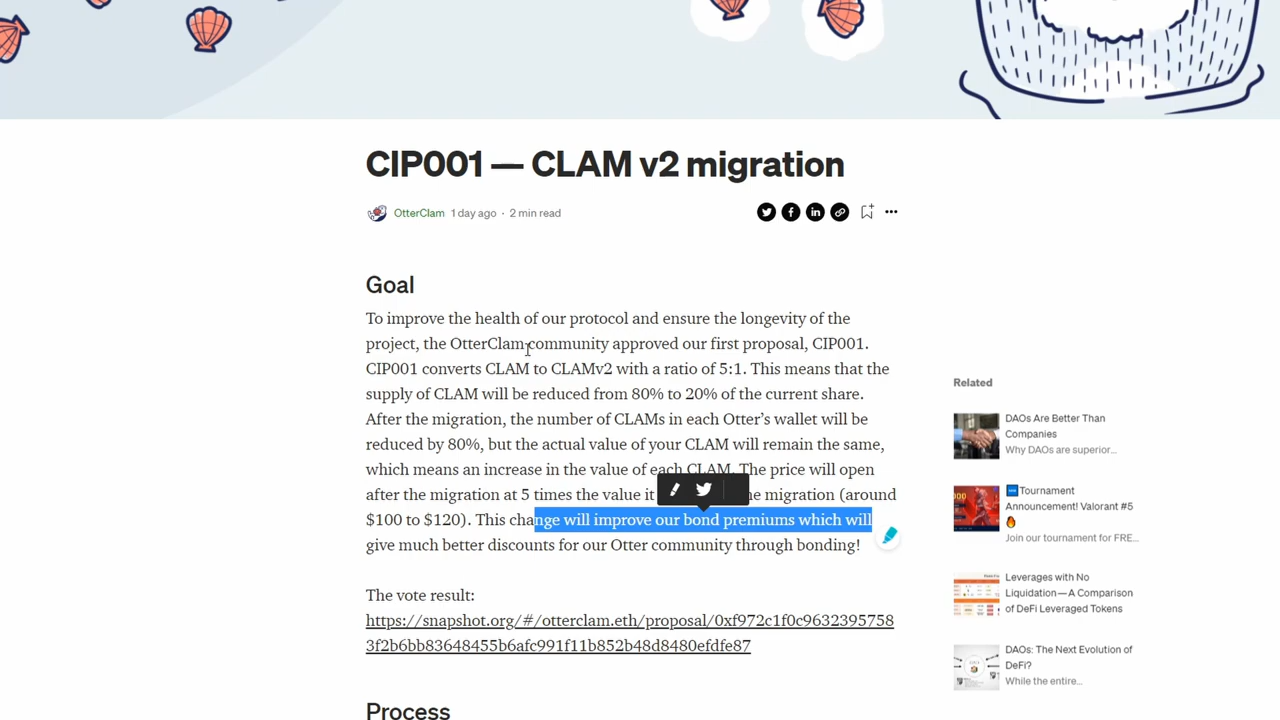 CIP001 — CLAM v2 migration
OtterClam 1 day ago · 2 min read
Goal
To improve the health of our protocol and ensure the longevity of the
project, the OtterClam community approved our first proposal, CIP001.
CIP001 converts CLAM to CLAMv2 with a ratio of 5:1. This means that the
supply of CLAM will be reduced from 80% to 20% of the current share.
After the migration, the number of CLAMs in each Otter's wallet will be
reduced by 80%, but the actual value of your CLAM will remain the same,
which means an increase in the value of each CLAM. The price will open
after the migration at 5 times the value it migration (around
$100 to $120). This change will improve our bond premiums which will
give much better discounts for our Otter community through bonding!
The vote result:
https://snapshot.org/#/otterclam.eth/proposal/0xf972c1f0c9632395758
3f2b6bb83648455b6afc991f11b852b48d8480efdfe87
Process
Related
DAOs Are Better Than
Companies
Why DAOs are superior...
Tournament
Announcement! Valorant #5
Join our tournament for FRE...
Leverages with No
Liquidation — A Comparison
of DeFi Leveraged Tokens
DAOs: The Next Evolution of
DeFi?
While the entire...